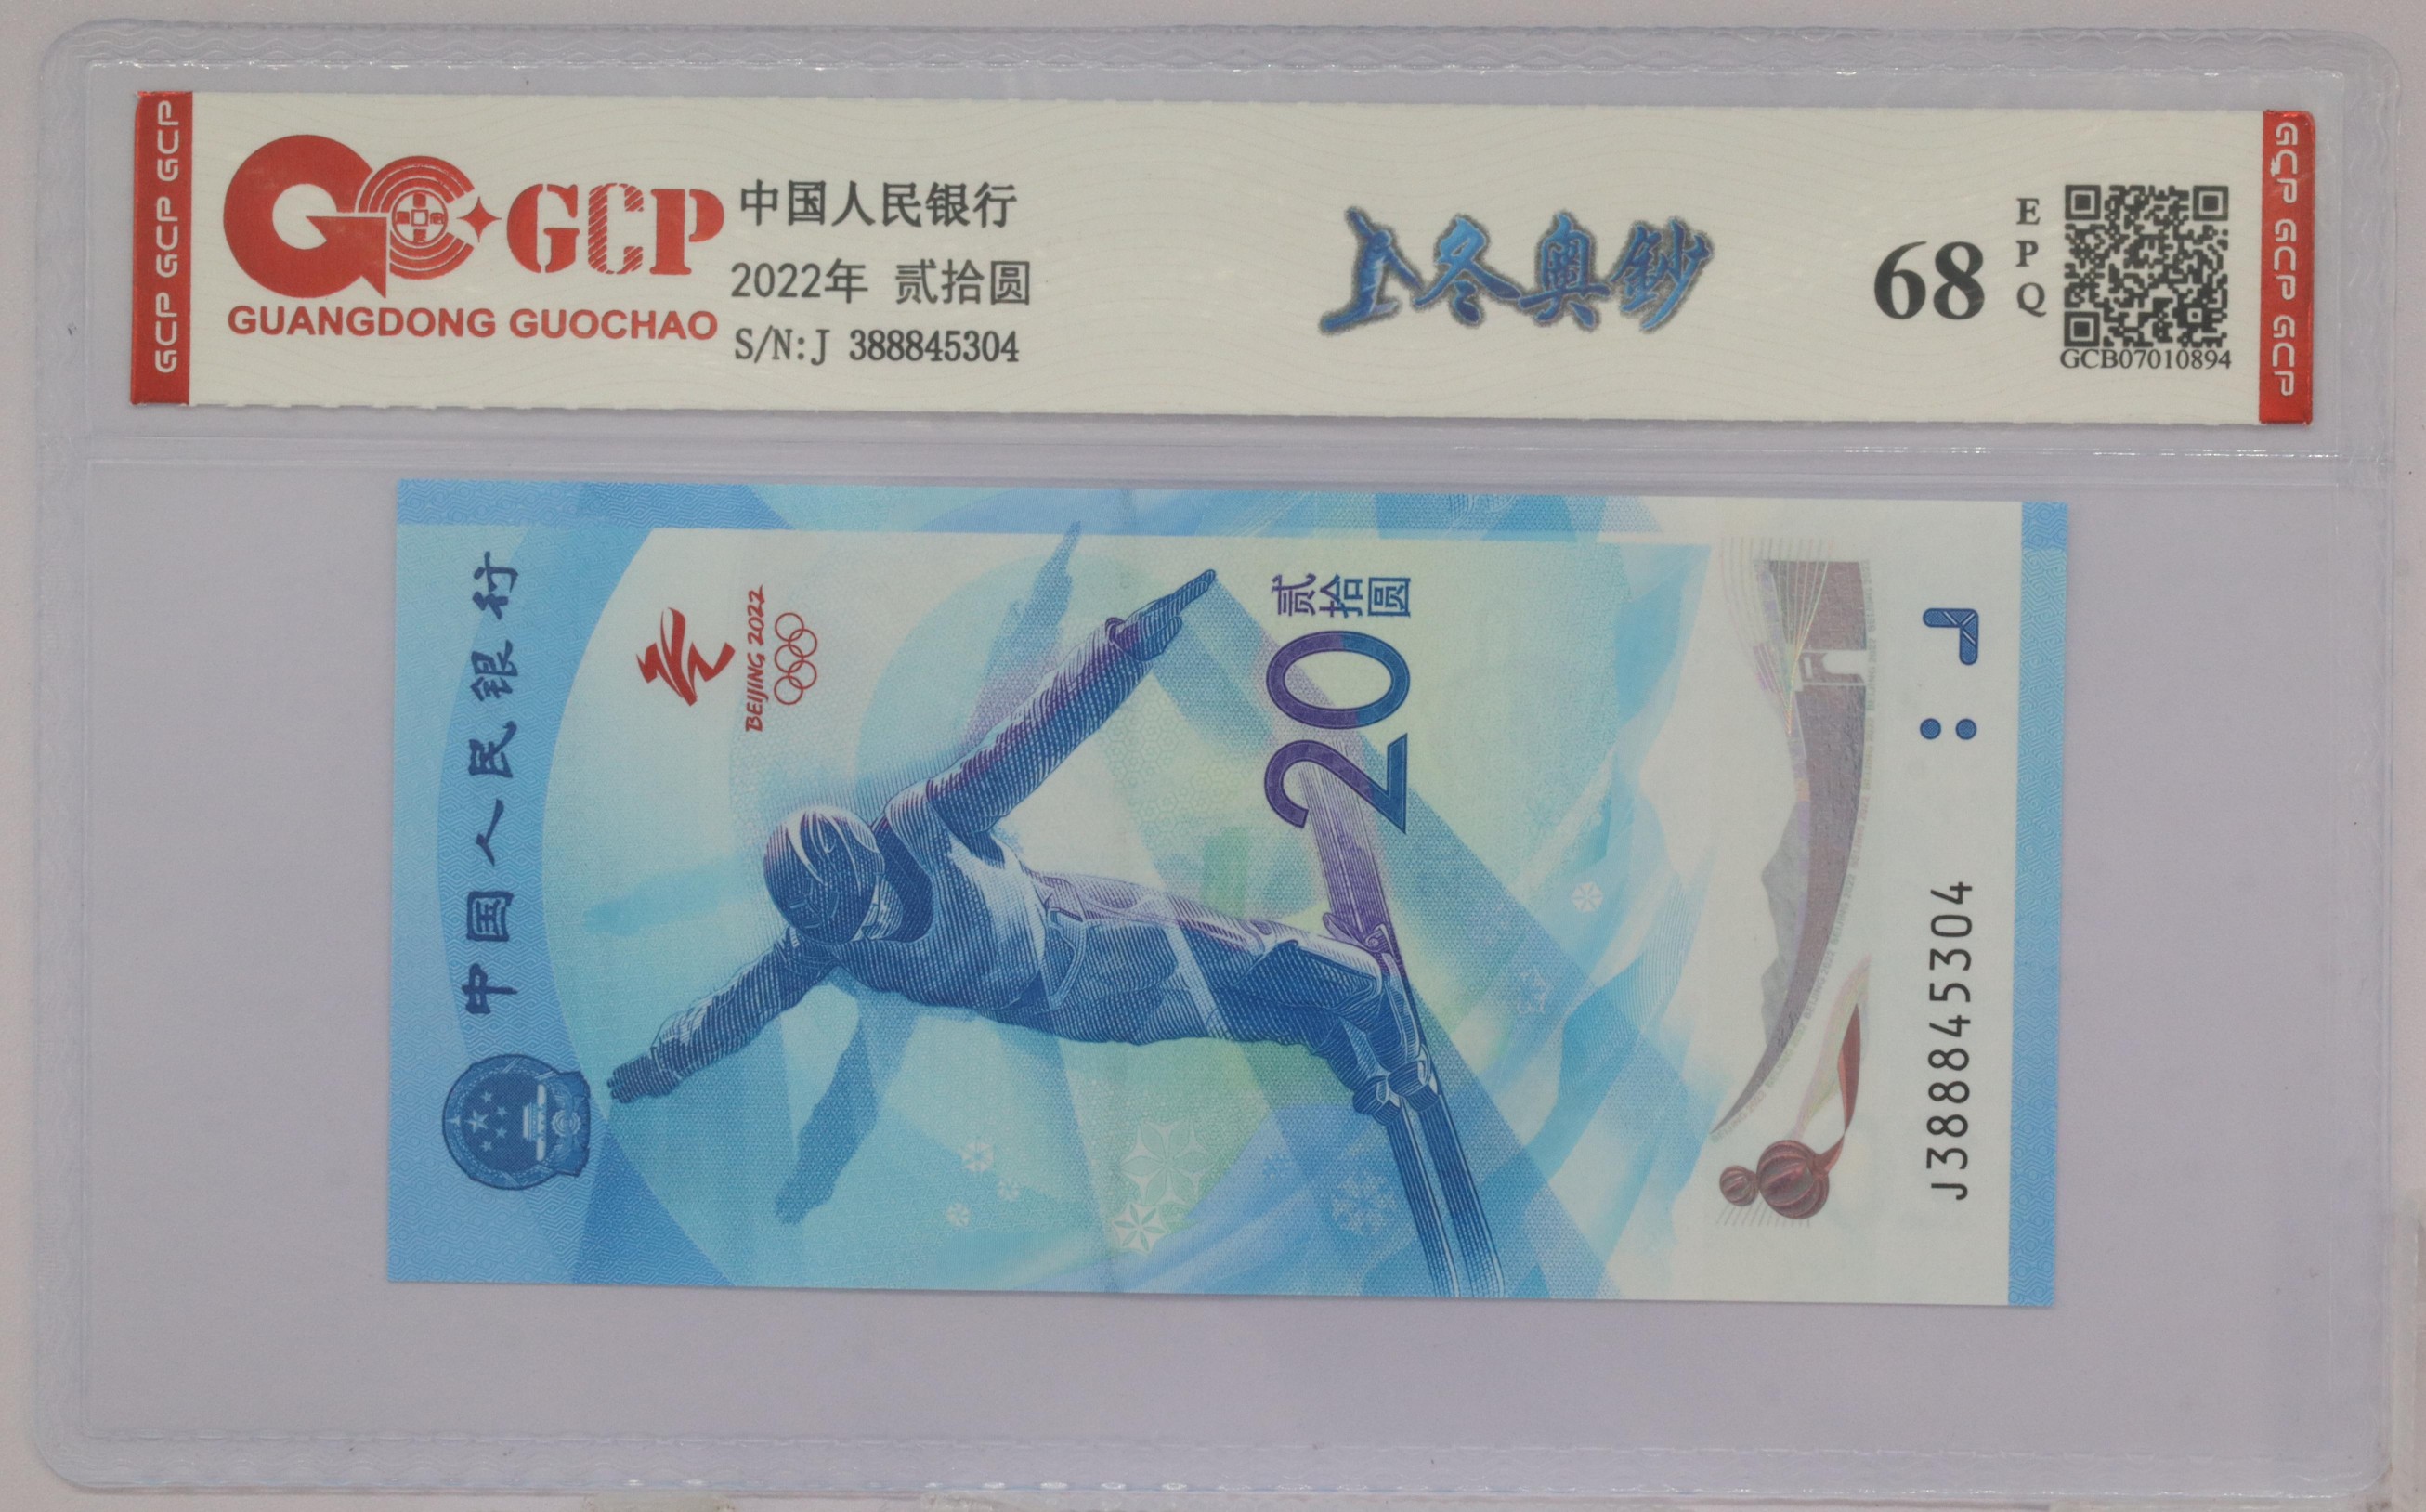 GCP GCP GCP
GCP
GUANGDONG GUOCHAO
中国人民银行
2022年 贰拾圆
S/N:J 388845304
冬奥鈔
68
EPQ
GCB07010894
GCP GCP GCP
中国人民银行
BEIJING 2022
贰拾圆
20
J388845304